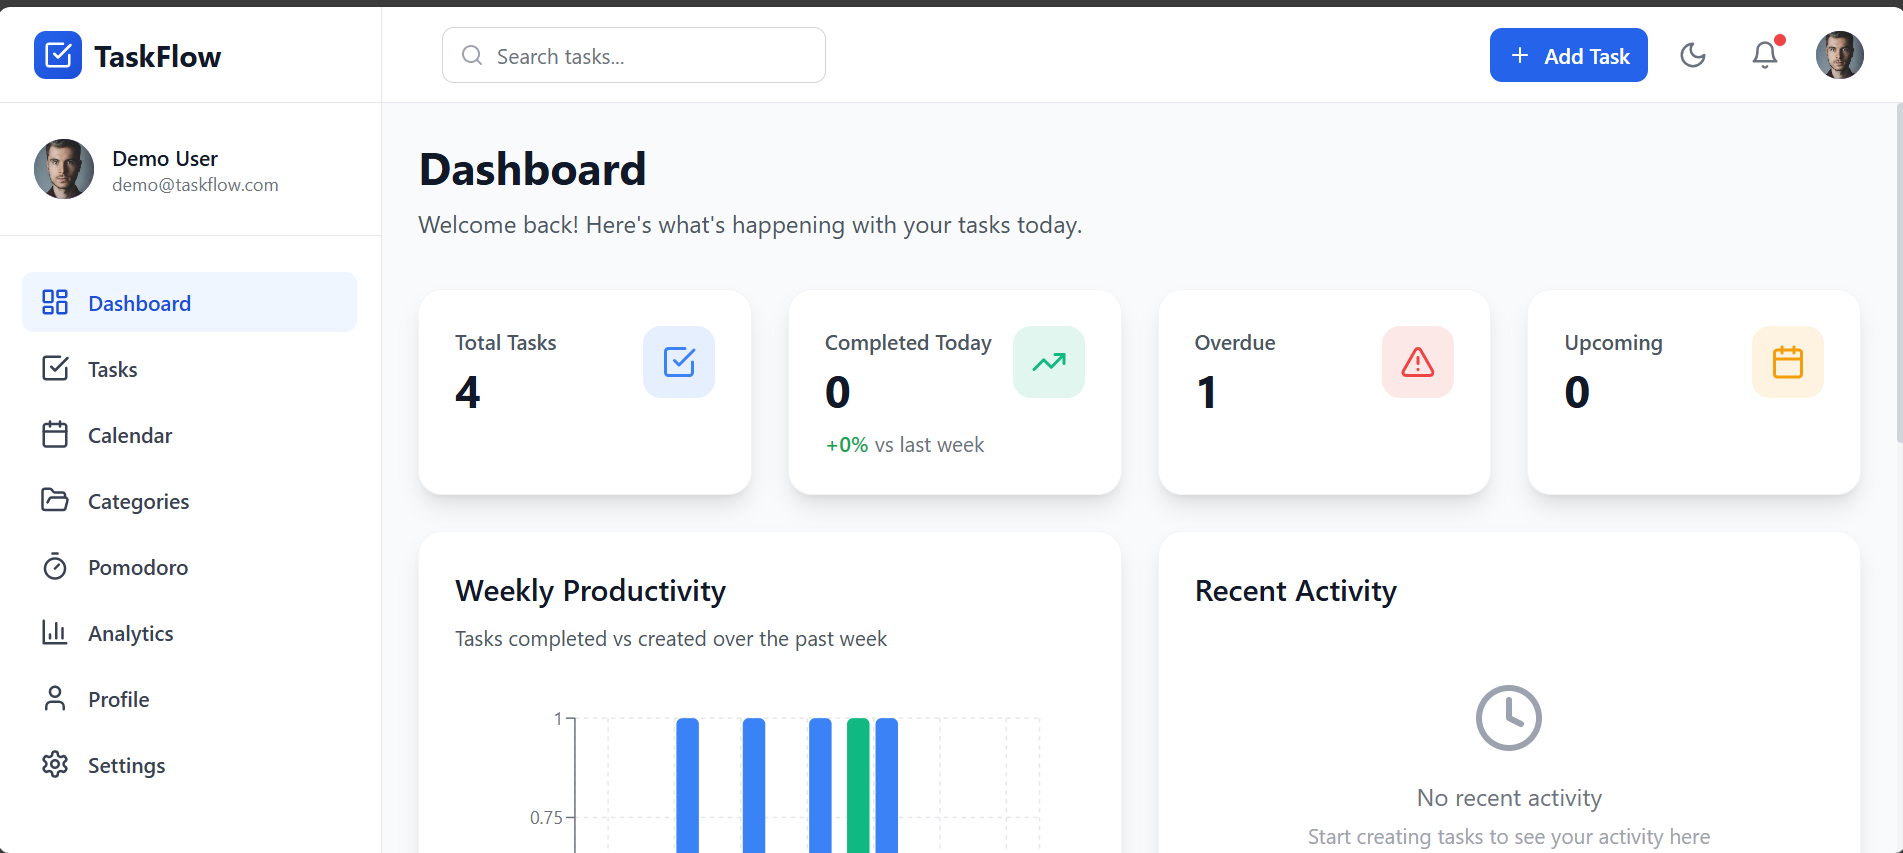 TaskFlow
Search tasks...
Add Task
Demo User
demo@taskflow.com
Dashboard
Tasks
Calendar
Categories
Pomodoro
Analytics
Profile
Settings
Dashboard
Welcome back! Here's what's happening with your tasks today.
Total Tasks
4
Completed Today
0
+0% vs last week
Overdue
1
Upcoming
0
Weekly Productivity
Tasks completed vs created over the past week
1
0.75
Recent Activity
No recent activity
Start creating tasks to see your activity here